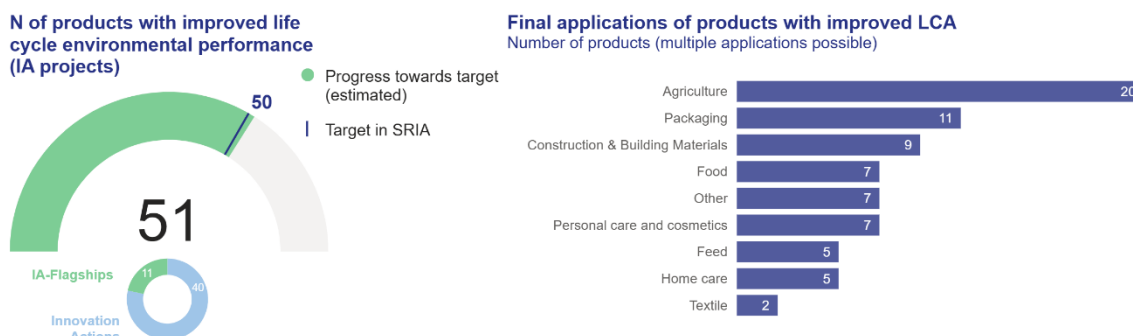 N of products with improved life
cycle environmental performance
(IA projects)
Progress towards target
(estimated)
Target in SRIA
50
51
IA-Flagships
11
40
Innovation
Actions
Final applications of products with improved LCA
Number of products (multiple applications possible)
Agriculture 20
Packaging 11
Construction & Building Materials 9
Food 7
Other 7
Personal care and cosmetics 7
Feed 5
Home care 5
Textile 2